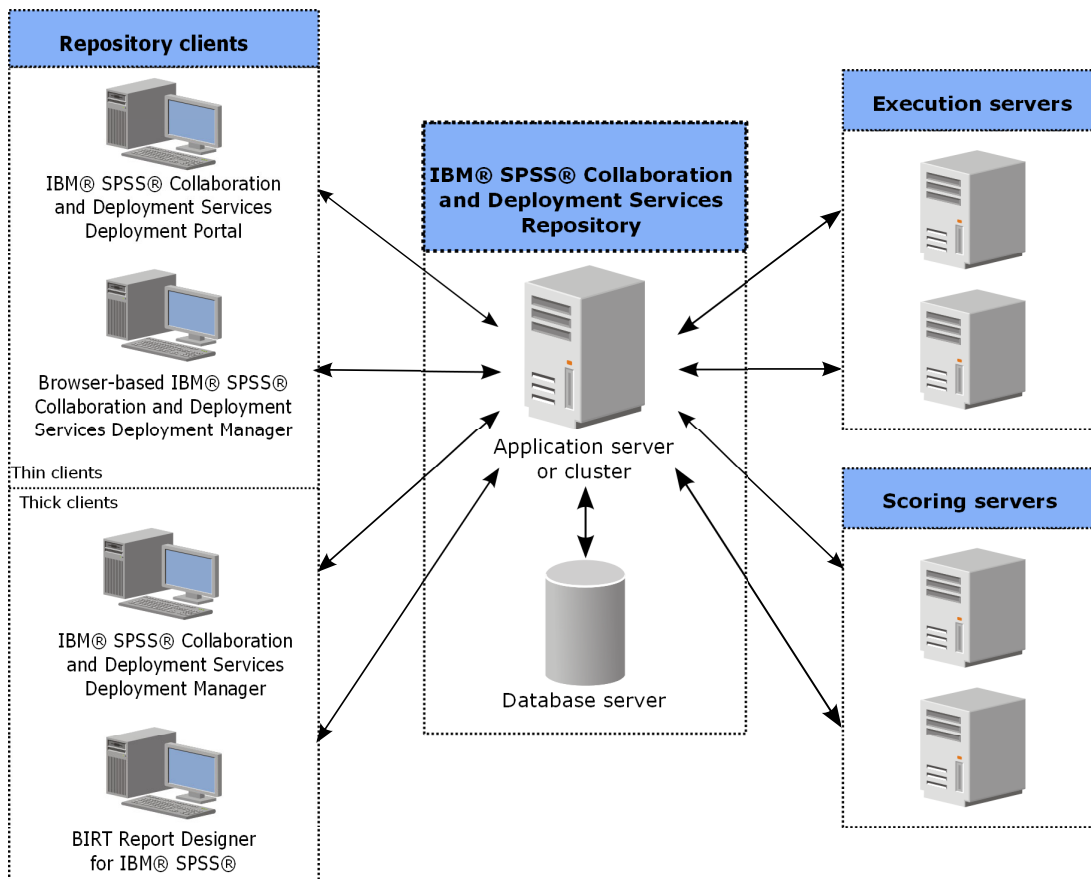 Repository clients
IBM® SPSS® Collaboration
and Deployment Services
Deployment Portal
Browser-based IBM® SPSS®
Collaboration and Deployment
Services Deployment Manager
Thin clients
Thick clients
IBM® SPSS® Collaboration
and Deployment Services
Deployment Manager
BIRT Report Designer
for IBM® SPSS®
IBM® SPSS® Collaboration
and Deployment Services
Repository
Application server
or cluster
Database server
Execution servers
Scoring servers